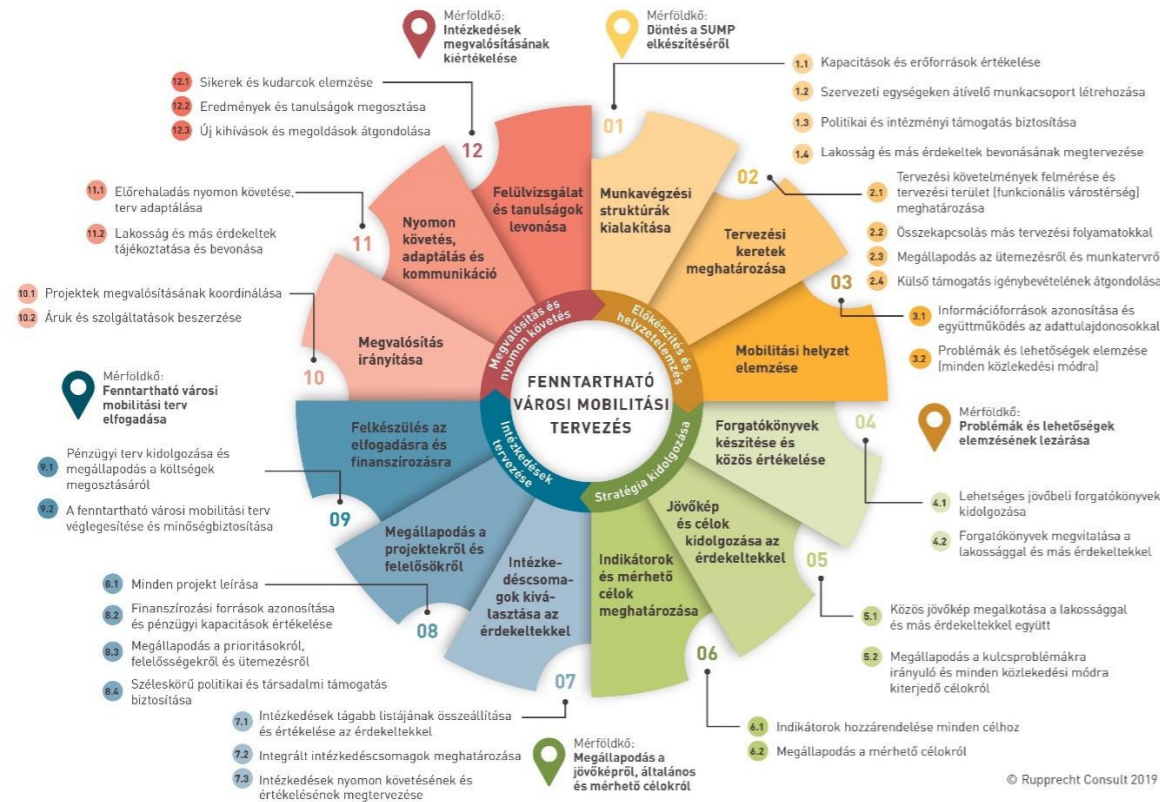 Mérföldkő:
Intézkedések
megvalósításának
kiértékelése
Mérföldkő:
Döntés a SUMP
elkészítéséről
12.1 Sikerek és kudarcok elemzése
12.2 Eredmények és tanulságok megosztása
12.3 Új kihívások és megoldások átgondolása
1.1 Kapacitások és erőforrások értékelése
1.2 Szervezeti egységeken átívelő munkacsoport létrehozása
1.3 Politikai és intézményi támogatás biztosítása
1.4 Lakosság és más érdekeltek bevonásának megtervezése
11.1 Előrehaladás nyomon követése,
terv adaptálása
11.2 Lakosság és más érdekeltek
tájékoztatása és bevonása
2.1 Tervezési követelmények felmérése és
tervezési terület (funkcionális várostérség)
meghatározása
2.2 Összekapcsolás más tervezési folyamatokkal
2.3 Megállapodás az ütemezésről és munkatervrő
2.4 Külső támogatás igénybevételének átgondolása
10.1 Projektek megvalósításának koordinálása
10.2 Áruk és szolgáltatások beszerzése
3.1 Információforrások azonosítása és
együttműködés az adattulajdonosokkal
3.2 Problémák és lehetőségek elemzése
(minden közlekedési módra)
Mérföldkő:
Fenntartható városi
mobilitási terv
elfogadása
Mérföldkő:
Problémák és lehetőségek
elemzésének lezárása
9.1 Pénzügyi terv kidolgozása és
megállapodás a költségek
megosztásáról
9.2 A fenntartható városi mobilitási terv
véglegesítése és minőségbiztosítása
4.1 Lehetséges jövőbeli forgatókönyvek
kidolgozása
4.2 Forgatókönyvek megvitatása a
lakossággal és más érdekeltekkel
8.1 Minden projekt leírása
8.2 Finanszírozási források azonosítása
és pénzügyi kapacitások értékelése
8.3 Megállapodás a prioritásokról,
felelősségekről és ütemezésről
8.4 Széleskörű politikai és társadalmi támogatás
biztosítása
5.1 Közös jövőkép megalkotása a lakossággal
és más érdekeltekkel együtt
5.2 Megállapodás a kulcsproblémákra
irányuló és minden közlekedési módra
kiterjedő célokról
7.1 Intézkedések tágabb listájának összeállítása
és értékelése az érdekeltekkel
7.2 Integrált intézkedéscsomagok meghatározása
7.3 Intézkedések nyomon követésének és
értékelésének megtervezése
Mérföldkő:
Megállapodás a
jövőképről, általános
és mérhető célokról
6.1 Indikátorok hozzárendelése minden célhoz
6.2 Megállapodás a mérhető célokról
01
Munkavégzési
struktúrák
kialakítása
02
Tervezési
keretek
meghatározása
03
Mobilitási helyzet
elemzése
04
Forgatókönyvek
készítése és
közös értékelése
05
Jövőkép
és célok
kidolgozása az
érdekeltekkel
06
Indikátorok
és mérhető
célok
meghatározása
07
Intézke-
déscsoma-
gok kivá-
lasztása az
érdekeltekkel
08
Megállapodás a
projektekről és
felelősökről
09
Felkészülés az
elfogadásra és
finanszírozásra
10
Megvalósítás
irányítása
11
Nyomon
követés,
adaptálás és
kommunikáció
12
Felülvizsgálat
és tanulságok
levonása
Előkészítés és
helyzetelemzés
Stratégia kidolgozása
Intézkedések
tervezése
Megvalósítás és
nyomon követés
FENNTARTHATÓ
VÁROSI MOBILITÁSI
TERVEZÉS
© Rupprecht Consult 2019